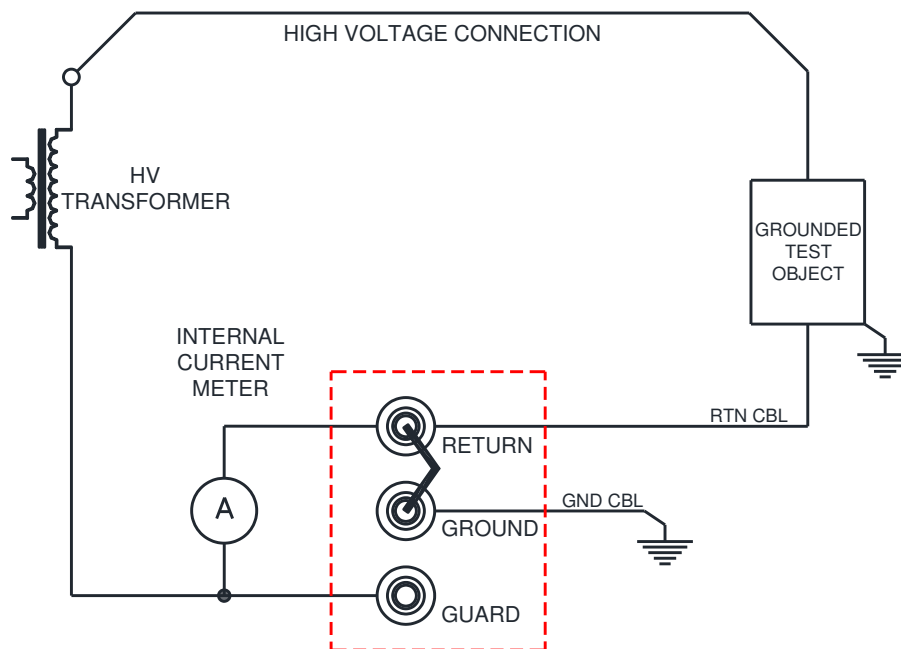 HIGH VOLTAGE CONNECTION
HV
TRANSFORMER
GROUNDED
TEST
OBJECT
INTERNAL
CURRENT
METER
RTN CBL
RETURN
A
GND CBL
GROUND
GUARD